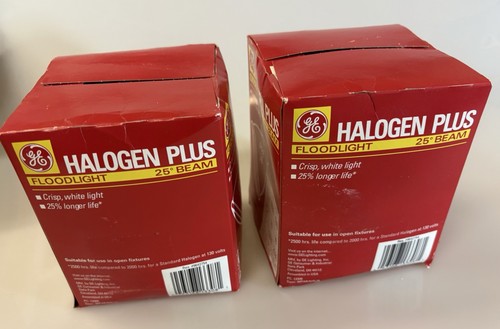 GE
HALOGEN PLUS
FLOODLIGHT 25° BEAM
Crisp, white light
25% longer life*
Suitable for use in open fixtures
*2500 hrs. life compared to 2000 hrs. for a Standard Halogen at 120 volts
GE
HALOGEN PLUS
FLOODLIGHT 25° BEAM
Crisp, white light
25% longer life*
Suitable for use in open fixtures
*2500 hrs. life compared to 2000 hrs. for a Standard Halogen at 120 volts